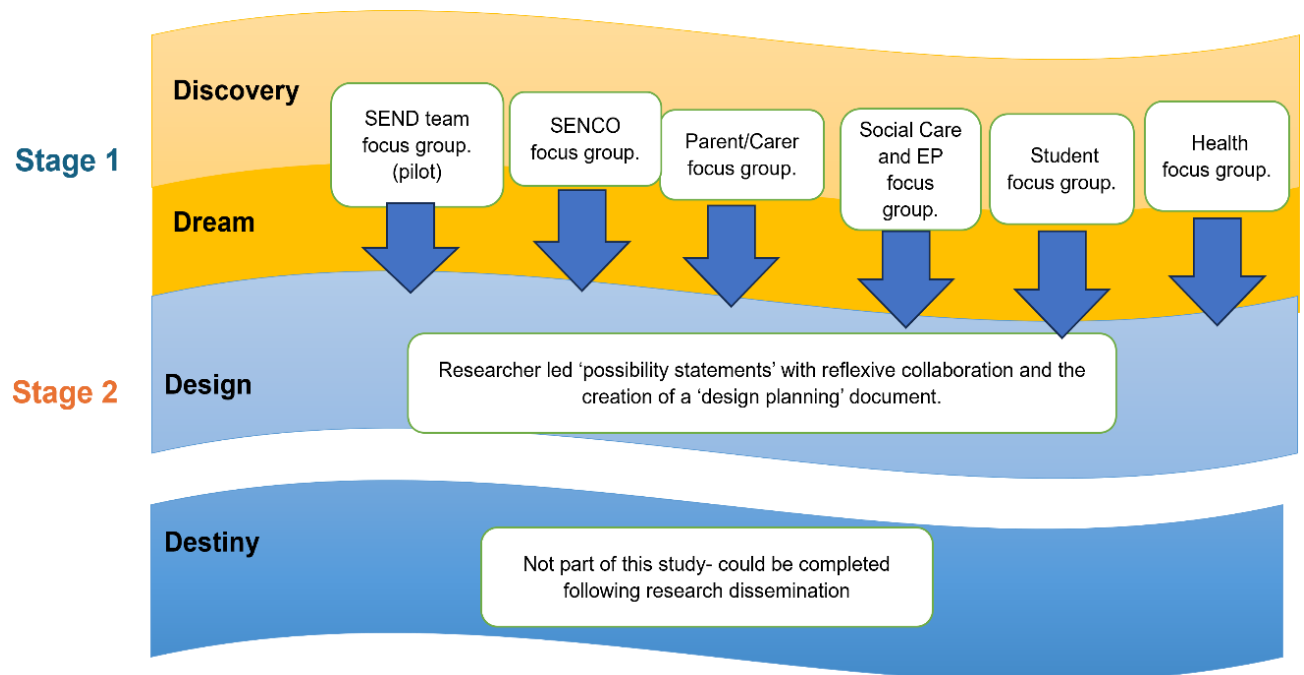 Stage 1
Discovery
SEND team
focus group.
(pilot)
SENCO
focus group.
Parent/Carer
focus group.
Social Care
and EP
focus
group.
Student
focus group.
Health
focus group.
Dream
Stage 2
Design
Researcher led ‘possibility statements’ with reflexive collaboration and the
creation of a ‘design planning’ document.
Destiny
Not part of this study- could be completed
following research dissemination